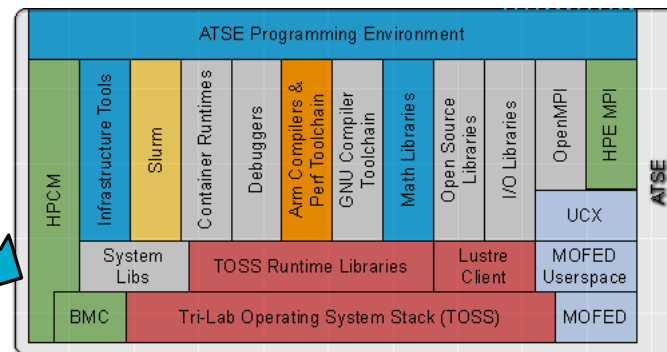 ATSE Programming Environment
HPCM
Infrastructure Tools
Slurm
Container Runtimes
Debuggers
Arm Compilers &
Perf Toolchain
GNU Compiler
Toolchain
Math Libraries
Open Source
Libraries
I/O Libraries
OpenMPI
HPE MPI
UCX
System
Libs
TOSS Runtime Libraries
Lustre
Client
MOFED
Userspace
BMC
Tri-Lab Operating System Stack (TOSS)
MOFED
ATSE